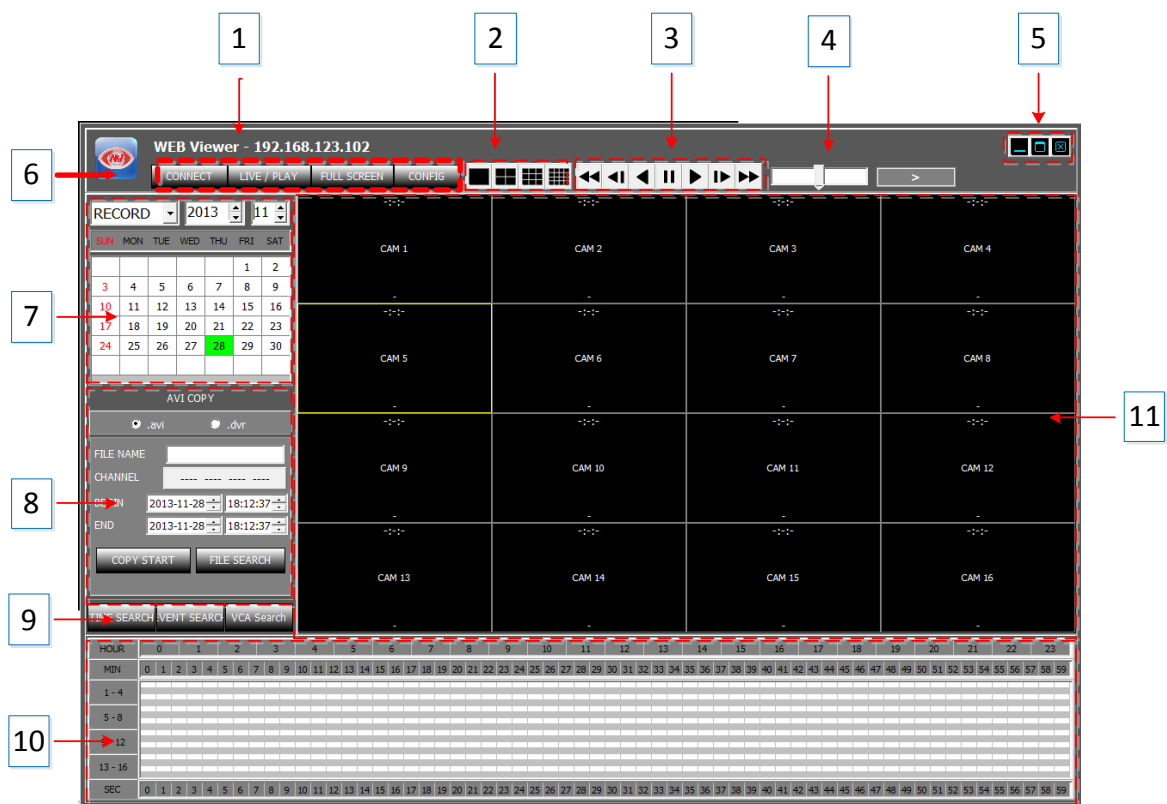 1 2 3 4 5
6
WEB Viewer - 192.168.123.102
CONNECT LIVE / PLAY FULL SCREEN CONFIG >
RECORD 2013 11
SUN MON TUE WED THU FRI SAT
1 2
3 4 5 6 7 8 9
10 11 12 13 14 15 16
17 18 19 20 21 22 23
24 25 26 27 28 29 30
7
-:-:- -:-:- -:-:- -:-:-
CAM 1 CAM 2 CAM 3 CAM 4
- - - -
-:-:- -:-:- -:-:- -:-:-
CAM 5 CAM 6 CAM 7 CAM 8
- - - -
-:-:- -:-:- -:-:- -:-:-
CAM 9 CAM 10 CAM 11 CAM 12
- - - -
-:-:- -:-:- -:-:- -:-:-
CAM 13 CAM 14 CAM 15 CAM 16
- - - -
11
AVI COPY
.avi .dvr
FILE NAME
CHANNEL ---- ---- ---- ----
8
BEGIN 2013-11-28 18:12:37
END 2013-11-28 18:12:37
COPY START FILE SEARCH
9
TIME SEARCH EVENT SEARCH VCA Search
HOUR 0 1 2 3 4 5 6 7 8 9 10 11 12 13 14 15 16 17 18 19 20 21 22 23
MIN 0 1 2 3 4 5 6 7 8 9 10 11 12 13 14 15 16 17 18 19 20 21 22 23 24 25 26 27 28 29 30 31 32 33 34 35 36 37 38 39 40 41 42 43 44 45 46 47 48 49 50 51 52 53 54 55 56 57 58 59
1 - 4
5 - 8
10
9 - 12
13 - 16
SEC 0 1 2 3 4 5 6 7 8 9 10 11 12 13 14 15 16 17 18 19 20 21 22 23 24 25 26 27 28 29 30 31 32 33 34 35 36 37 38 39 40 41 42 43 44 45 46 47 48 49 50 51 52 53 54 55 56 57 58 59